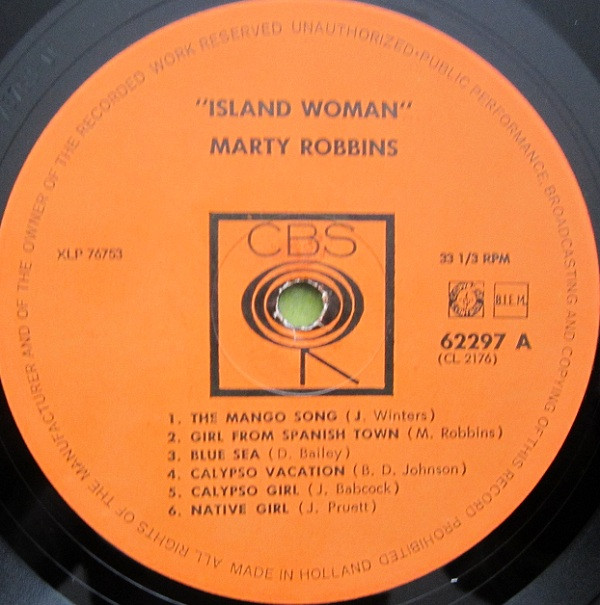 ALL RIGHTS OF THE MANUFACTURER AND OF THE OWNER OF THE RECORDED WORK RESERVED UNAUTHORIZED·PUBLIC PERFORMANCE, BROADCASTING AND COPYING OF THIS RECORD PROHIBITED
"ISLAND WOMAN"
MARTY ROBBINS
CBS
XLP 76753
33 1/3 RPM
B.I.E.M.
62297 A
(CL 2176)
1. THE MANGO SONG (J. Winters)
2. GIRL FROM SPANISH TOWN (M. Robbins)
3. BLUE SEA (D. Bailey)
4. CALYPSO VACATION (B. D. Johnson)
5. CALYPSO GIRL (J. Babcock)
6. NATIVE GIRL (J. Pruett)
MADE IN HOLLAND